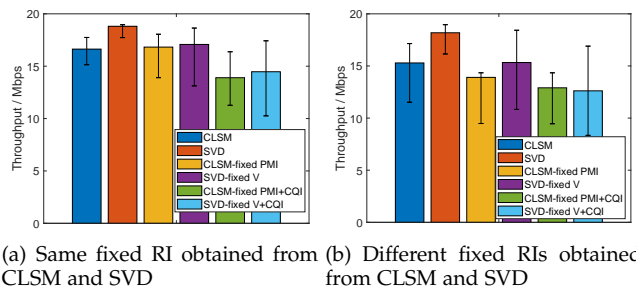 20
15
10
5
0
Throughput / Mbps
CLSM
SVD
CLSM-fixed PMI
SVD-fixed V
CLSM-fixed PMI+CQI
SVD-fixed V+CQI
20
15
10
5
0
Throughput / Mbps
CLSM
SVD
CLSM-fixed PMI
SVD-fixed V
CLSM-fixed PMI+CQI
SVD-fixed V+CQI
(a) Same fixed RI obtained from
CLSM and SVD
(b) Different fixed RIs obtained
from CLSM and SVD